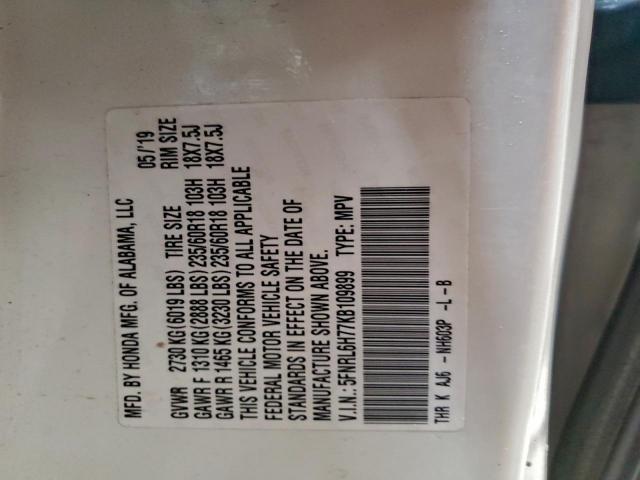 MFD. BY HONDA MFG. OF ALABAMA, LLC 05/'19
GVWR 2730 KG(6019 LBS) TIRE SIZE RIM SIZE
GAWR F 1310 KG(2888 LBS)235/60R18 103H 18X7.5J
GAWR R 1465 KG(3230 LBS)235/60R18 103H 18X7.5J
THIS VEHICLE CONFORMS TO ALL APPLICABLE
FEDERAL MOTOR VEHICLE SAFETY
STANDARDS IN EFFECT ON THE DATE OF
MANUFACTURE SHOWN ABOVE.
V.I.N.: 5FNRL6H77KB109899 TYPE: MPV
THR K AJ6 - NH603P -L-B